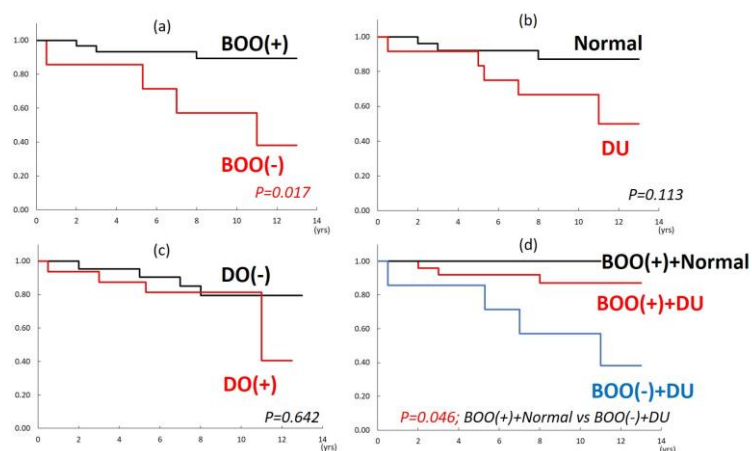 (a)
BOO(+)
1.00
0.80
0.60
0.40
0.20
0.00
BOO(-)
P=0.017
0 2 4 6 8 10 12 14
(yrs)
(b)
Normal
1.00
0.80
0.60
0.40
0.20
0.00
DU
P=0.113
0 2 4 6 8 10 12 14
(yrs)
(c)
DO(-)
1.00
0.80
0.60
0.40
0.20
0.00
DO(+)
P=0.642
0 2 4 6 8 10 12 14
(yrs)
(d)
BOO(+)+Normal
1.00
BOO(+)+DU
0.80
0.60
0.40
BOO(-)+DU
0.20
P=0.046; BOO(+)+Normal vs BOO(-)+DU
0.00
0 2 4 6 8 10 12 14
(yrs)